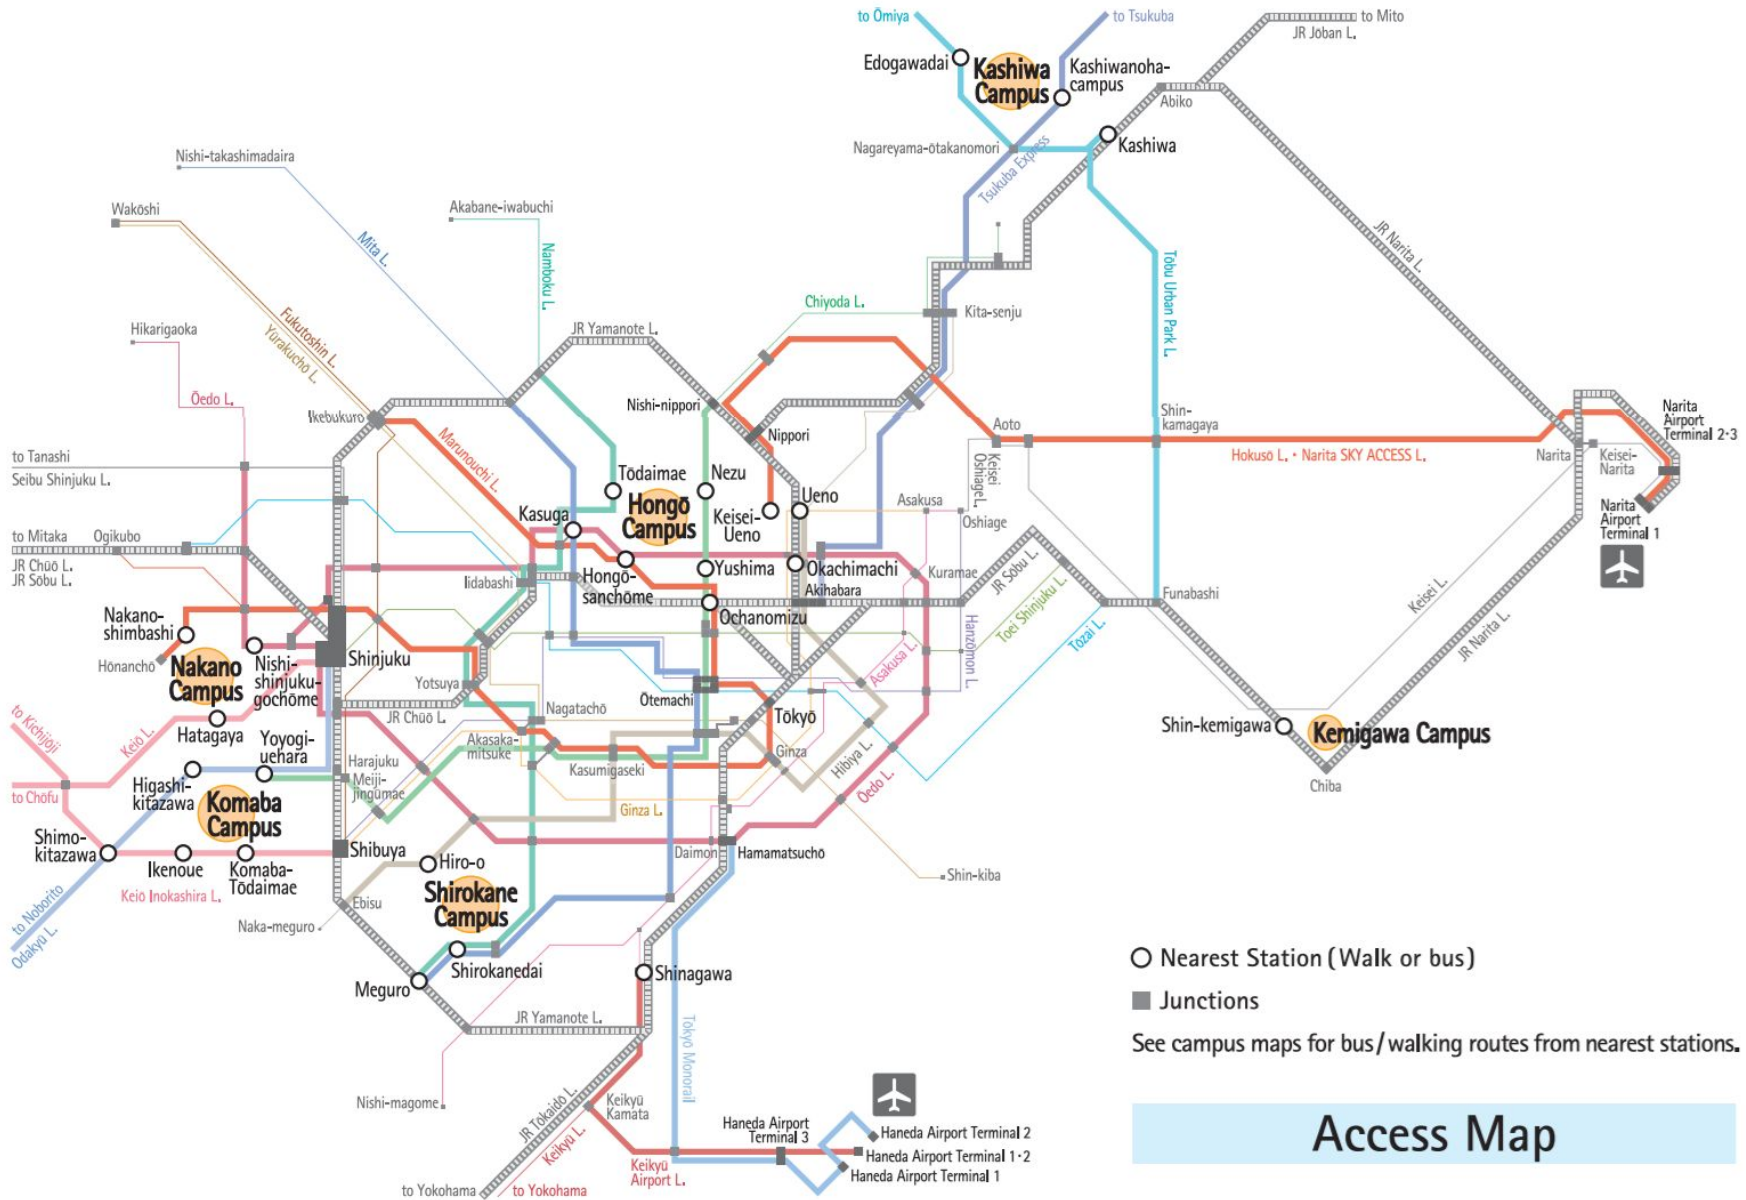 to Ōmiya
to Tsukuba
to Mito
JR Jōban L.
Edogawadai
Kashiwa
Campus
Kashiwanoha-
campus
Abiko
Nagareyama-ōtakanomori
Kashiwa
Tsukuba Express
Nishi-takashimadaira
Wakōshi
Akabane-iwabuchi
Mita L.
Namboku L.
JR Narita L.
Tōbu Urban Park L.
Chiyoda L.
Kita-senju
Hikarigaoka
Fukutoshin L.
Yūrakuchō L.
JR Yamanote L.
Ōedo L.
Ikebukuro
Marunouchi L.
Nishi-nippori
Nippori
Aoto
Shin-
kamagaya
Narita
Airport
Terminal 2·3
Keisei
Oshiage L.
Hokusō L. · Narita SKY ACCESS L.
Narita
Keisei-
Narita
to Tanashi
Seibu Shinjuku L.
Tōdaimae
Nezu
Hongō
Campus
Kasuga
Keisei-
Ueno
Ueno
Asakusa
Oshiage
Narita
Airport
Terminal 1
to Mitaka
Ogikubo
JR Chūō L.
JR Sōbu L.
Iidabashi
Hongō-
sanchōme
Yushima
Okachimachi
Kuramae
JR Sōbu L.
Akihabara
Ochanomizu
Funabashi
Keisei L.
Toei Shinjuku L.
Tōzai L.
Hanzōmon L.
JR Narita L.
Nakano-
shimbashi
Hōnanchō
Nakano
Campus
Nishi-
shinjuku-
gochōme
Shinjuku
Yotsuya
Ōtemachi
Asakusa L.
to Kichijōji
Keiō L.
Hatagaya
JR Chūō L.
Nagatachō
Tōkyō
Shin-kemigawa
Kemigawa Campus
Yoyogi-
uehara
Harajuku
Meiji-
jingūmae
Akasaka-
mitsuke
Kasumigaseki
Ginza
Hibiya L.
Ōedo L.
Chiba
to Chōfu
Higashi-
kitazawa
Komaba
Campus
Ginza L.
Shimo-
kitazawa
Ikenoue
Komaba-
Tōdaimae
Shibuya
Hiro-o
Daimon
Hamamatsuchō
Shin-kiba
Keiō Inokashira L.
to Noborito
Odakyū L.
Shirokane
Campus
Ebisu
Naka-meguro
Shirokanedai
Meguro
Shinagawa
JR Yamanote L.
Tōkyō Monorail
Nearest Station (Walk or bus)
Junctions
See campus maps for bus/walking routes from nearest stations.
Nishi-magome
JR Tōkaidō L.
Keikyū L.
Keikyū
Kamata
Haneda Airport
Terminal 3
Haneda Airport Terminal 2
Haneda Airport Terminal 1·2
Haneda Airport Terminal 1
Keikyū
Airport L.
to Yokohama
to Yokohama
Access Map